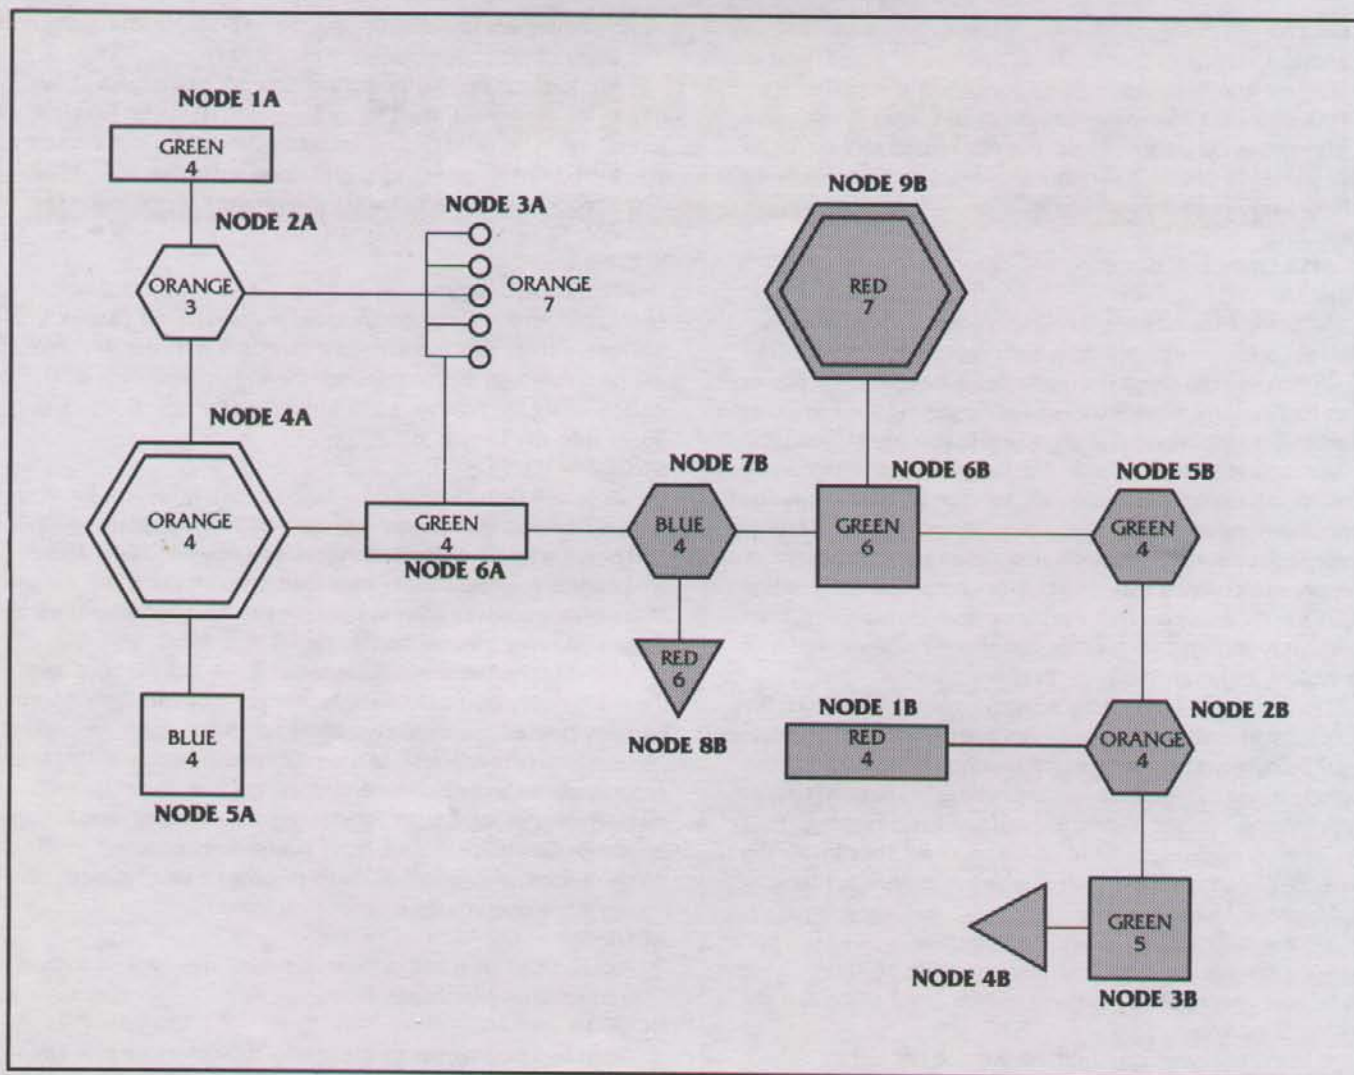 NODE 1A
GREEN
4
NODE 2A
ORANGE
3
NODE 3A
ORANGE
7
NODE 9B
RED
7
NODE 4A
ORANGE
4
GREEN
4
NODE 6A
NODE 7B
BLUE
4
NODE 6B
GREEN
6
NODE 5B
GREEN
4
RED
6
NODE 8B
BLUE
4
NODE 5A
NODE 1B
RED
4
NODE 2B
ORANGE
4
NODE 4B
GREEN
5
NODE 3B